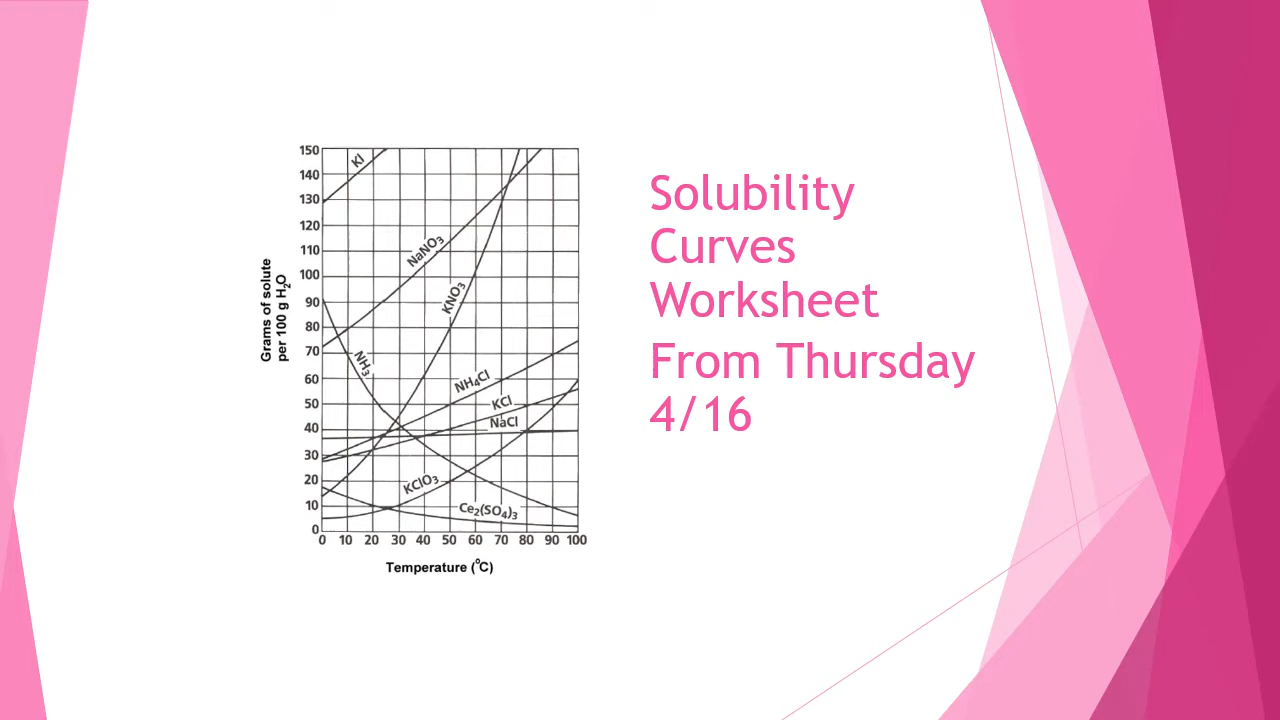 Solubility
Curves
Worksheet
From Thursday
4/16
Grams of solute
per 100 g H₂O
150
140
130
120
110
100
90
80
70
60
50
40
30
20
10
0
KI
NaNO₃
KNO₃
NH₃
NH₄Cl
KCl
NaCl
KClO₃
Ce₂(SO₄)₃
0 10 20 30 40 50 60 70 80 90 100
Temperature (°C)